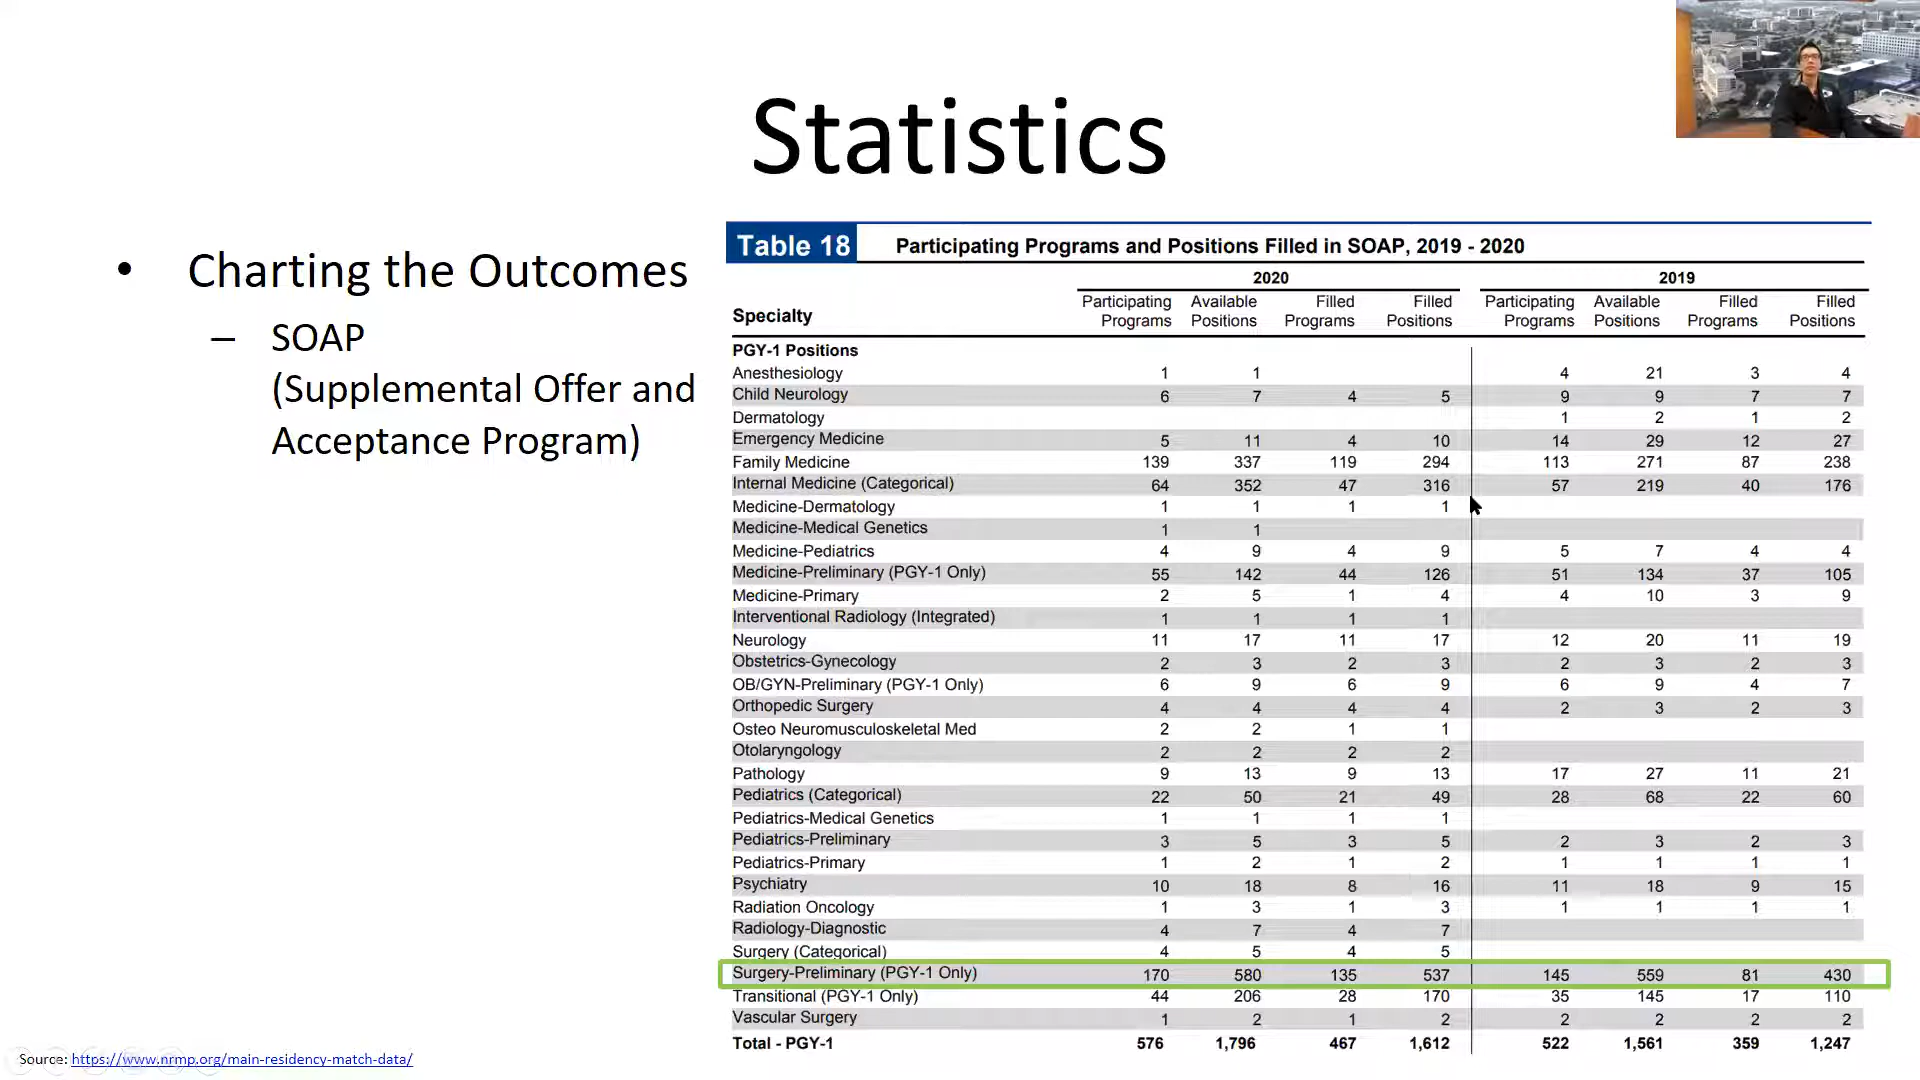 Statistics
• Charting the Outcomes
– SOAP
(Supplemental Offer and
Acceptance Program)
Table 18 Participating Programs and Positions Filled in SOAP, 2019 - 2020
2020 2019
Specialty Participating Programs Available Positions Filled Programs Filled Positions Participating Programs Available Positions Filled Programs Filled Positions
PGY-1 Positions
Anesthesiology 1 1 4 21 3 4
Child Neurology 6 7 4 5 9 9 7 7
Dermatology 1 2 1 2
Emergency Medicine 5 11 4 10 14 29 12 27
Family Medicine 139 337 119 294 113 271 87 238
Internal Medicine (Categorical) 64 352 47 316 57 219 40 176
Medicine-Dermatology 1 1 1 1
Medicine-Medical Genetics 1 1
Medicine-Pediatrics 4 9 4 9 5 7 4 4
Medicine-Preliminary (PGY-1 Only) 55 142 44 126 51 134 37 105
Medicine-Primary 2 5 1 4 4 10 3 9
Interventional Radiology (Integrated) 1 1 1 1
Neurology 11 17 11 17 12 20 11 19
Obstetrics-Gynecology 2 3 2 3 2 3 2 3
OB/GYN-Preliminary (PGY-1 Only) 6 9 6 9 6 9 4 7
Orthopedic Surgery 4 4 4 4 2 3 2 3
Osteo Neuromusculoskeletal Med 2 2 1 1
Otolaryngology 2 2 2 2
Pathology 9 13 9 13 17 27 11 21
Pediatrics (Categorical) 22 50 21 49 28 68 22 60
Pediatrics-Medical Genetics 1 1 1 1
Pediatrics-Preliminary 3 5 3 5 2 3 2 3
Pediatrics-Primary 1 2 1 2 1 1 1 1
Psychiatry 10 18 8 16 11 18 9 15
Radiation Oncology 1 3 1 3 1 1 1 1
Radiology-Diagnostic 4 7 4 7
Surgery (Categorical) 4 5 4 5
Surgery-Preliminary (PGY-1 Only) 170 580 135 537 145 559 81 430
Transitional (PGY-1 Only) 44 206 28 170 35 145 17 110
Vascular Surgery 1 2 1 2 2 2 2 2
Total - PGY-1 576 1,796 467 1,612 522 1,561 359 1,247
Source: https://www.nrmp.org/main-residency-match-data/